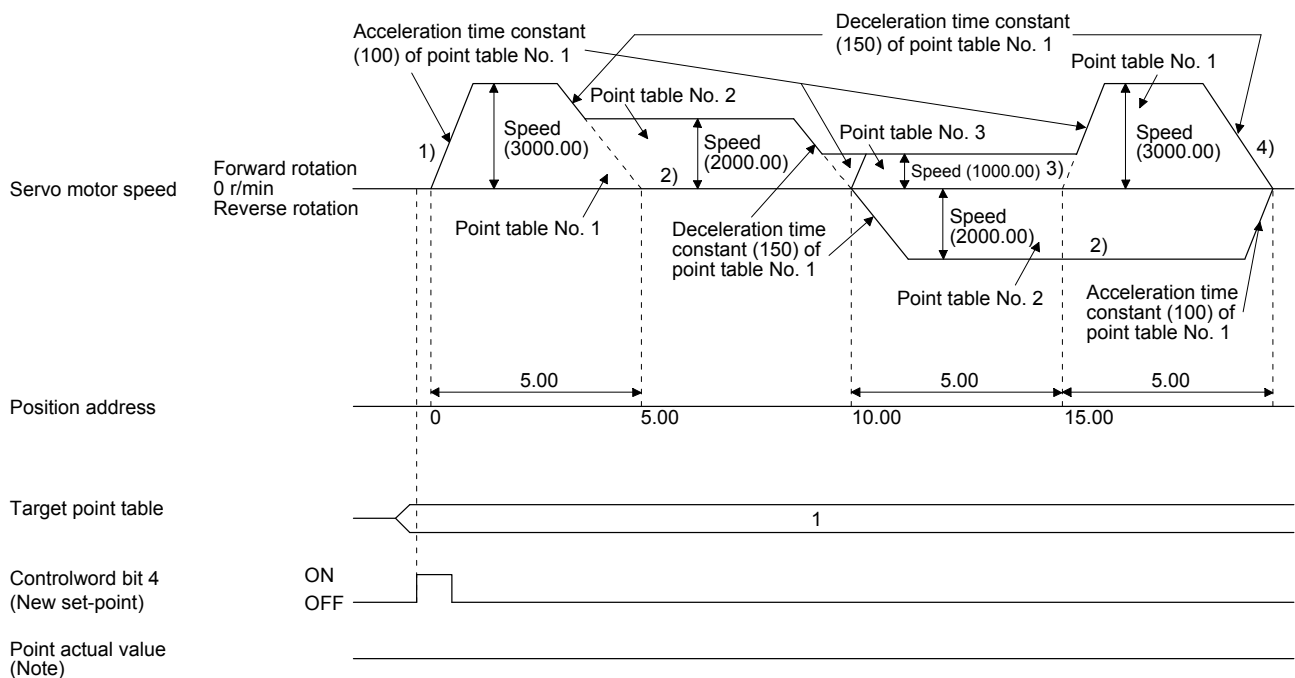 Acceleration time constant
(100) of point table No. 1
Deceleration time constant
(150) of point table No. 1
Point table No. 1
Point table No. 2
Point table No. 3
Speed
(3000.00)
Speed
(2000.00)
Speed (1000.00)
Speed
(3000.00)
1)
2)
3)
4)
Servo motor speed
Forward rotation
0 r/min
Reverse rotation
Point table No. 1
Deceleration time
constant (150) of
point table No. 1
Speed
(2000.00)
2)
Point table No. 2
Acceleration time
constant (100) of
point table No. 1
5.00
5.00
5.00
Position address
0
5.00
10.00
15.00
Target point table
1
Controlword bit 4
(New set-point)
ON
OFF
Point actual value
(Note)